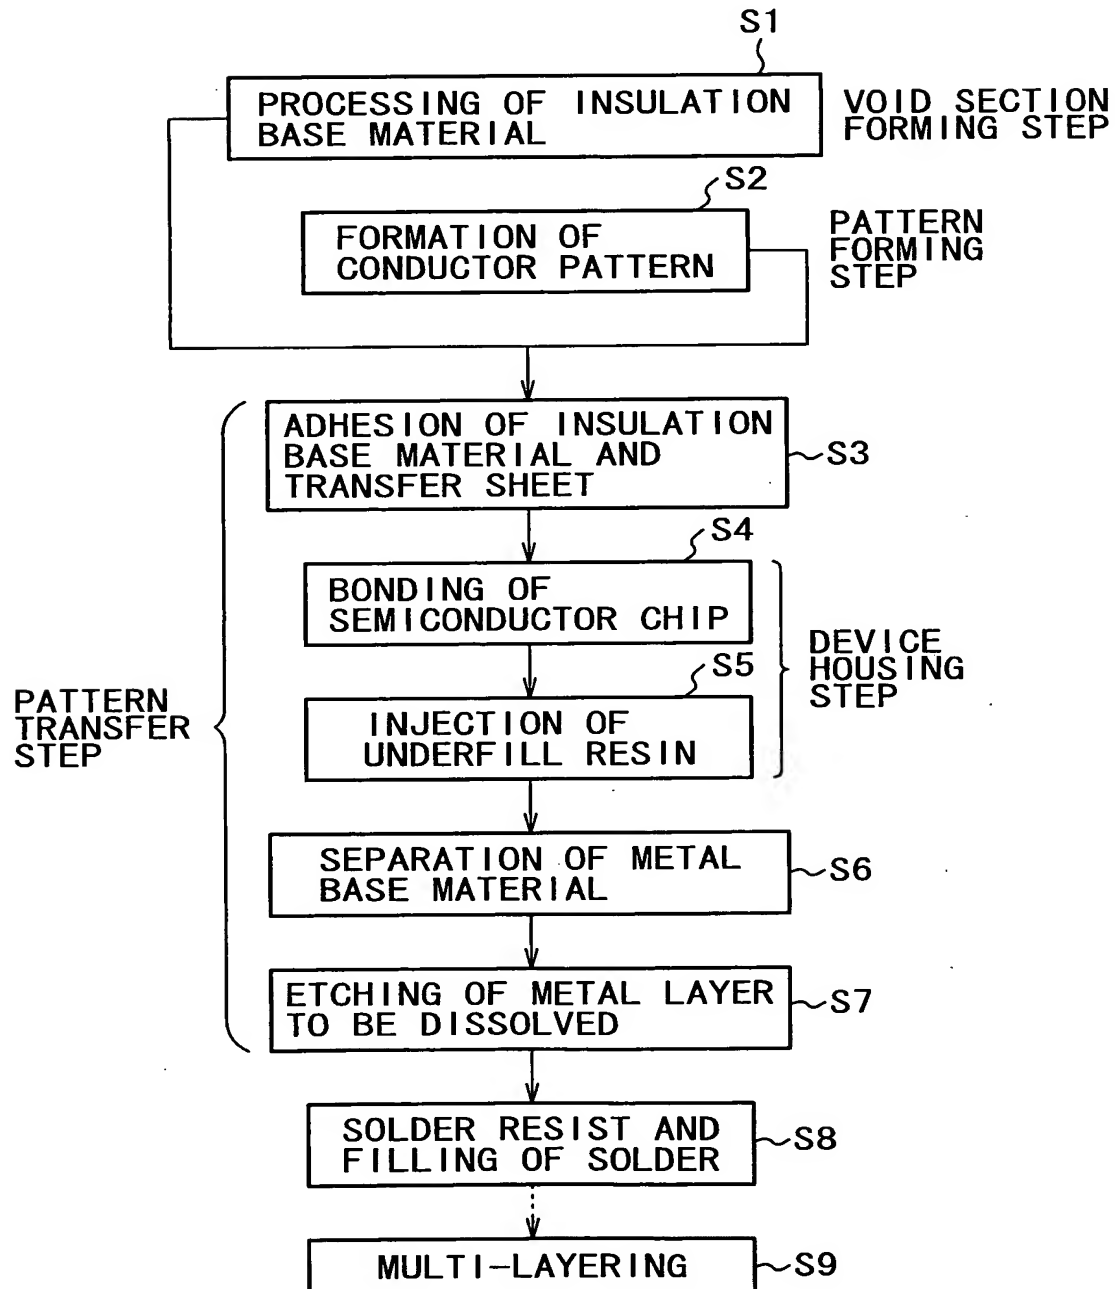 S1
PROCESSING OF INSULATION
BASE MATERIAL
VOID SECTION
FORMING STEP
S2
FORMATION OF
CONDUCTOR PATTERN
PATTERN
FORMING
STEP
ADHESION OF INSULATION
BASE MATERIAL AND
TRANSFER SHEET
S3
S4
BONDING OF
SEMICONDUCTOR CHIP
DEVICE
HOUSING
STEP
S5
INJECTION OF
UNDERFILL RESIN
PATTERN
TRANSFER
STEP
SEPARATION OF METAL
BASE MATERIAL
S6
ETCHING OF METAL LAYER
TO BE DISSOLVED
S7
SOLDER RESIST AND
FILLING OF SOLDER
S8
MULTI-LAYERING
S9